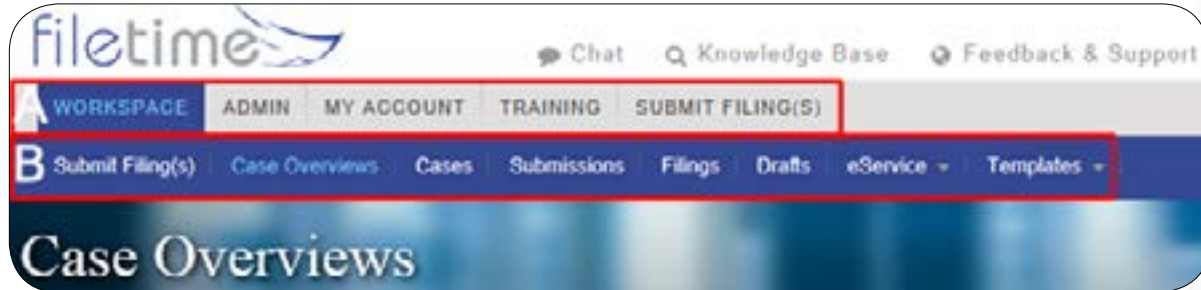 filetime Chat Knowledge Base Feedback & Support
A WORKSPACE ADMIN MY ACCOUNT TRAINING SUBMIT FILING(S)
B Submit Filing(s) Case Overviews Cases Submissions Filings Drafts eService Templates
Case Overviews